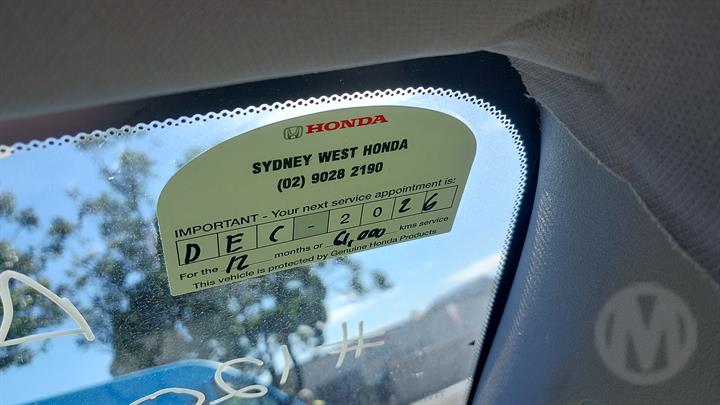 HONDA
SYDNEY WEST HONDA
(02) 9028 2190
IMPORTANT - Your next service appointment is:
DEC-2026
For the 12 months or 61,000 kms service
This vehicle is protected by Genuine Honda Products
M